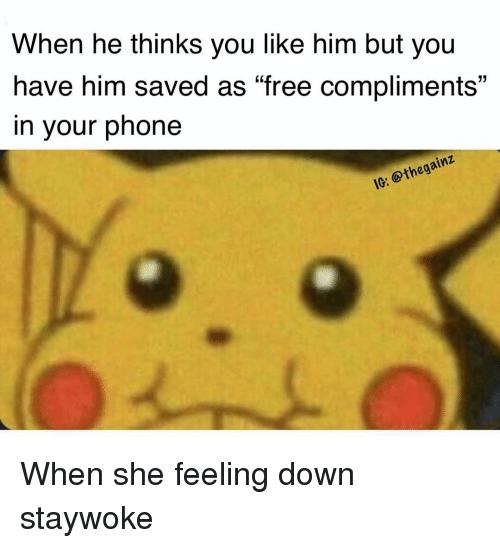 When he thinks you like him but you
have him saved as “free compliments”
in your phone
IG: @thegainz
When she feeling down
staywoke